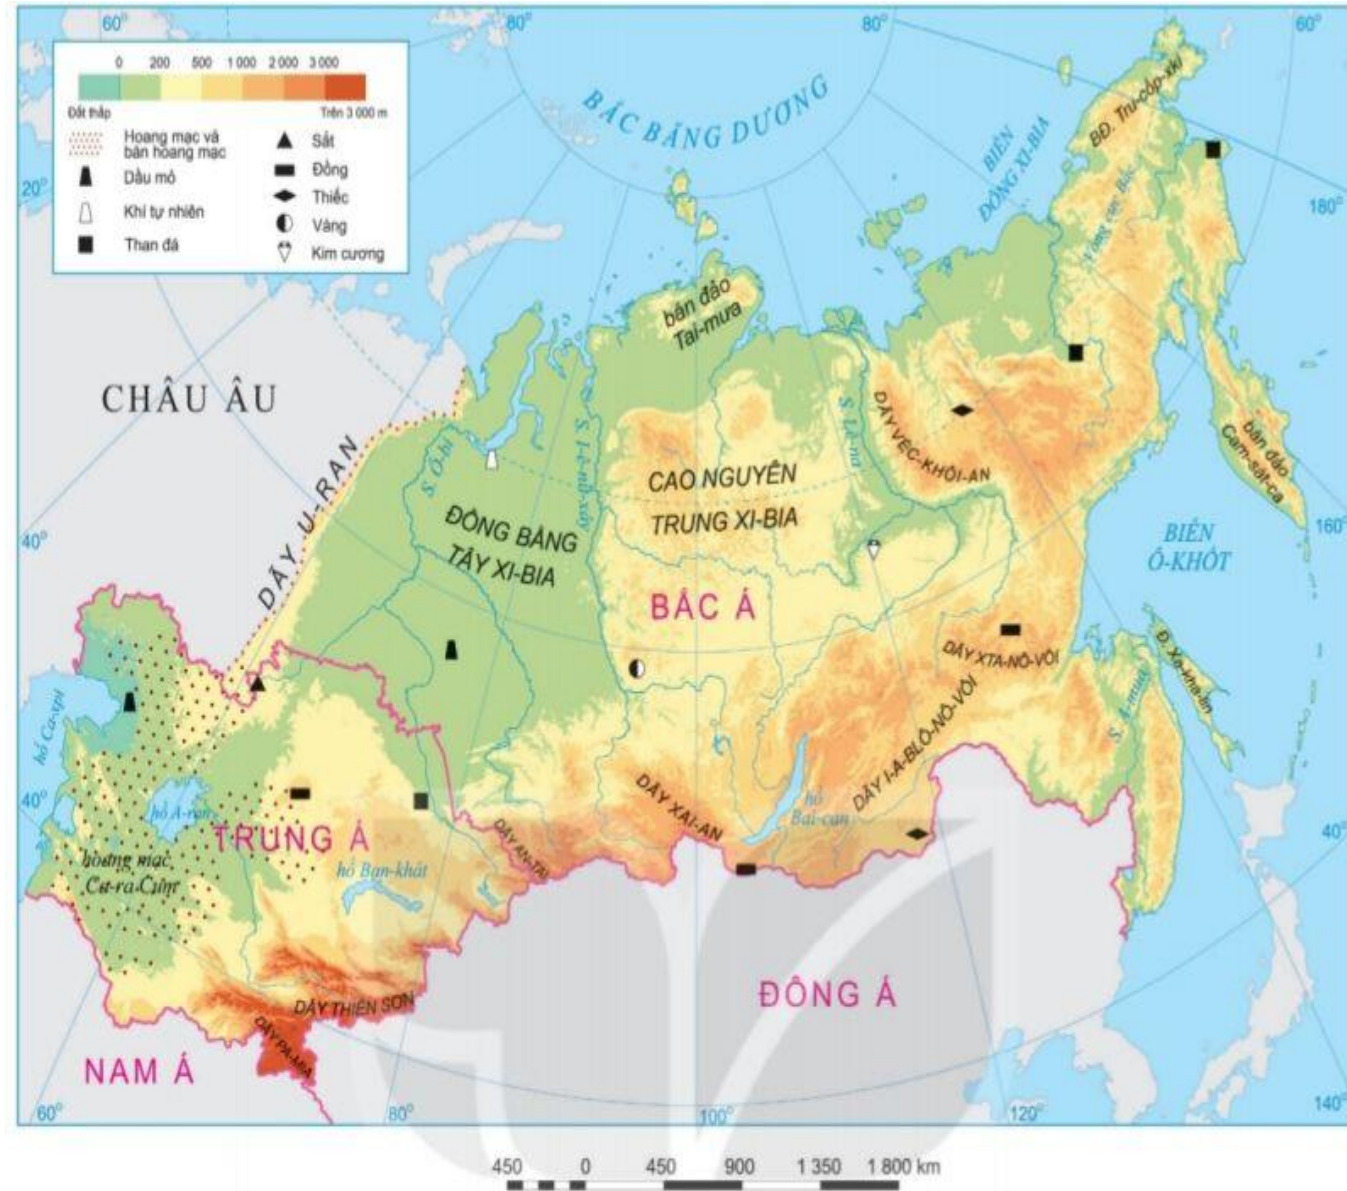 60°
80°
80°
60°
0 200 500 1 000 2 000 3 000
Đất thấp
Trên 3 000 m
Hoang mạc và
bán hoang mạc
Dầu mỏ
Khí tự nhiên
Than đá
Sắt
Đồng
Thiếc
Vàng
Kim cương
20°
180°
BẮC BĂNG DƯƠNG
BIỂN
ĐÔNG XI-BIA
BĐ. Tru-cốp-xki
Vòng cực Bắc
bán đảo
Tai-mưa
CHÂU ÂU
DÃY U-RAN
S. Ô-bi
S. I-ê-nít-xây
S. Lê-na
DÃY VEC-KHÔI-AN
bán đảo
Cam-sát-ca
CAO NGUYÊN
TRUNG XI-BIA
ĐỒNG BẰNG
TÂY XI-BIA
40°
160°
BIỂN
Ô-KHỐT
BẮC Á
DÃY XTA-NÔ-VÔI
Đ. Xa-kha-lin
S. A-mua
hồ Ca-xpi
DÃY I-A-BLÔ-NÔ-VÔI
40°
hồ A-ran
TRUNG Á
DÃY XAI-AN
hồ
Bai-can
40°
DÃY AN-TAI
hồ Ban-khát
hoang mạc
Ca-ra-Cum
DÃY THIÊN SƠN
DÃY PA-MIA
ĐÔNG Á
NAM Á
60°
80°
100°
120°
140°
450 0 450 900 1 350 1 800 km